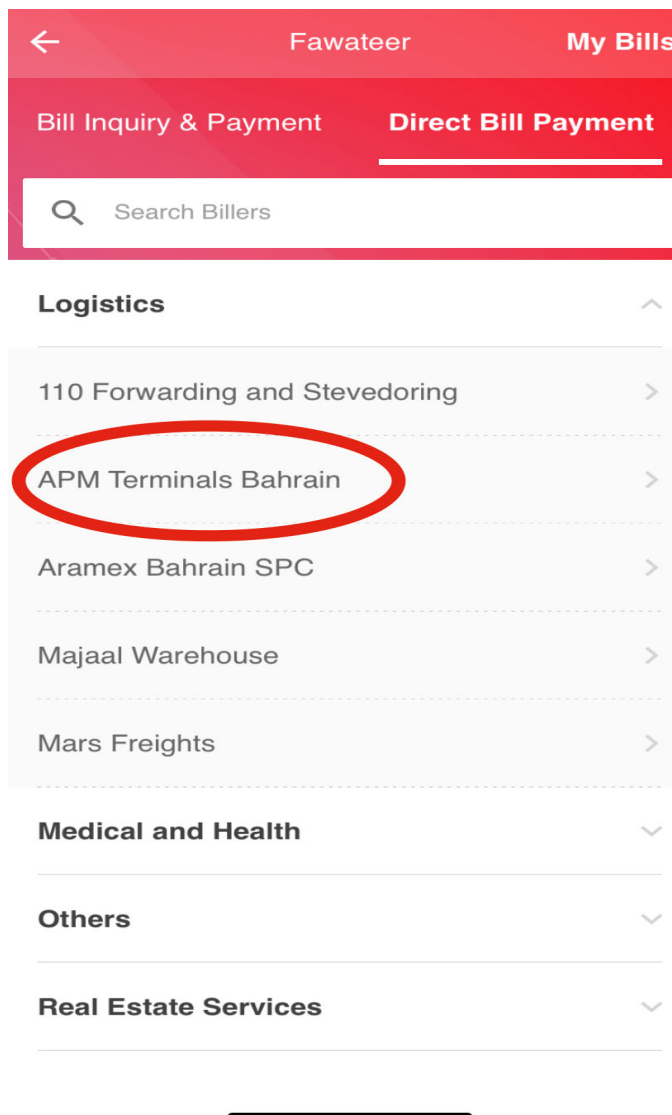 Fawateer My Bills
Bill Inquiry & Payment Direct Bill Payment
Search Billers
Logistics
110 Forwarding and Stevedoring
APM Terminals Bahrain
Aramex Bahrain SPC
Majaal Warehouse
Mars Freights
Medical and Health
Others
Real Estate Services